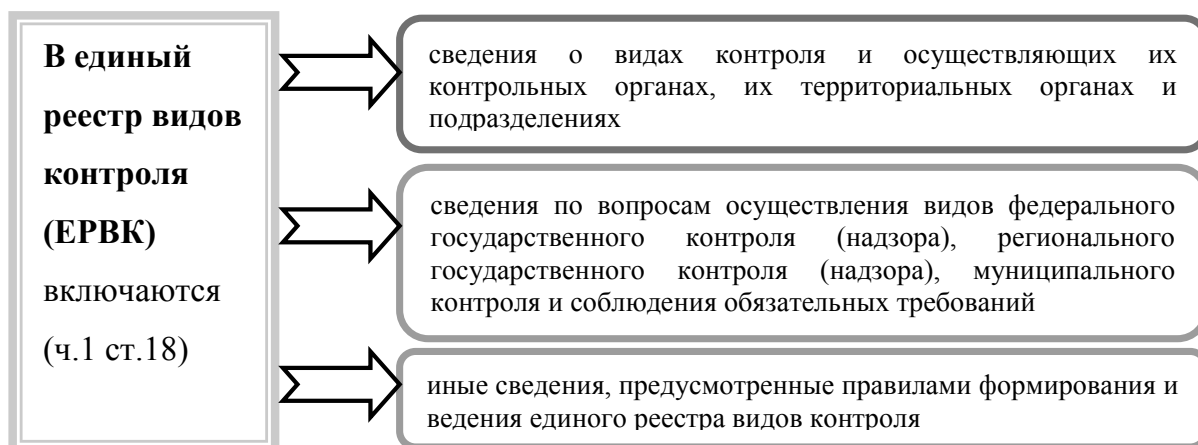 В единый
реестр видов
контроля
(ЕРВК)
включаются
(ч.1 ст.18)
сведения о видах контроля и осуществляющих их
контрольных органах, их территориальных органах и
подразделениях
сведения по вопросам осуществления видов федерального
государственного контроля (надзора), регионального
государственного контроля (надзора), муниципального
контроля и соблюдения обязательных требований
иные сведения, предусмотренные правилами формирования и
ведения единого реестра видов контроля